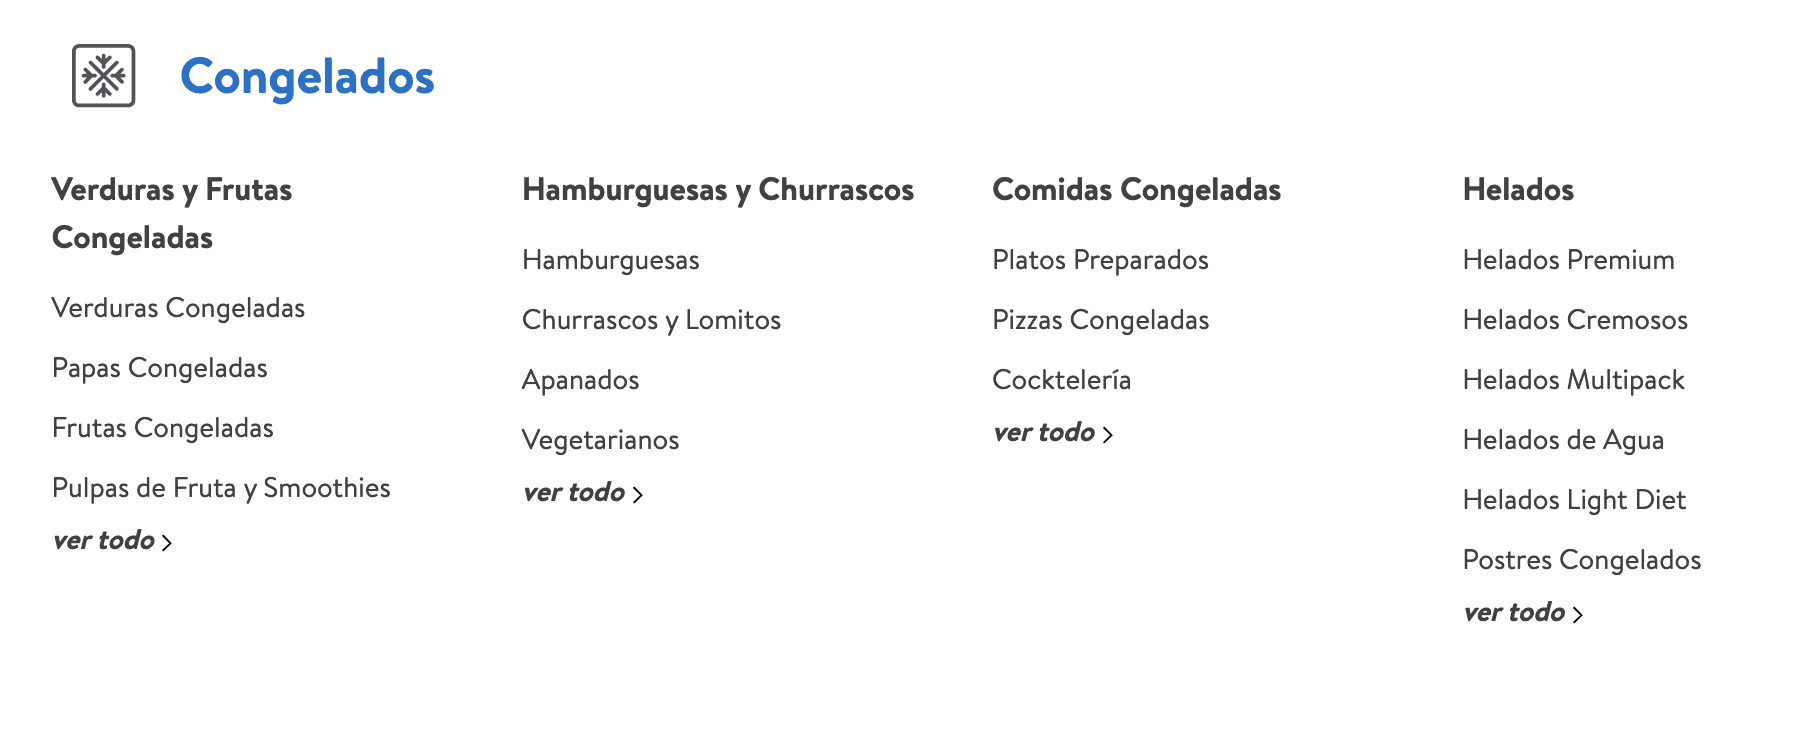 Congelados
Verduras y Frutas
Congeladas
Verduras Congeladas
Papas Congeladas
Frutas Congeladas
Pulpas de Fruta y Smoothies
ver todo
Hamburguesas y Churrascos
Hamburguesas
Churrascos y Lomitos
Apanados
Vegetarianos
ver todo
Comidas Congeladas
Platos Preparados
Pizzas Congeladas
Cocktelería
ver todo
Helados
Helados Premium
Helados Cremosos
Helados Multipack
Helados de Agua
Helados Light Diet
Postres Congelados
ver todo